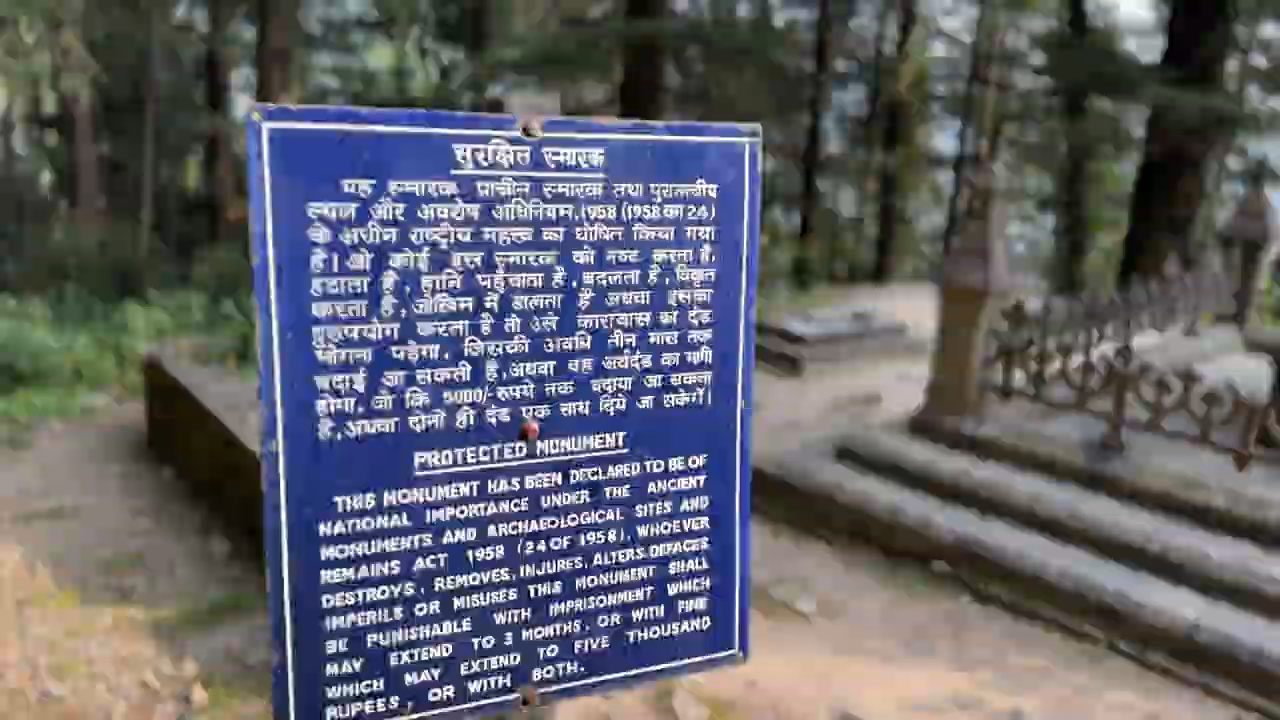 सुरक्षित स्मारक
यह स्मारक प्राचीन स्मारक तथा पुरातत्वीय
स्थल और अवशेष अधिनियम, 1958 (1958 का 24)
के अधीन राष्ट्रीय महत्व का घोषित किया गया
है। जो कोई इस स्मारक को नष्ट करता है,
हटाता है, हानि पहुँचाता है, बदलता है, विकृत
करता है, जोखिम में डालता है अथवा इसका
दुरुपयोग करता है तो उसे कारावास का दंड
भोगना पड़ेगा, जिसकी अवधि तीन मास तक
बढ़ाई जा सकती है, अथवा वह अर्थदंड का भागी
होगा, जो कि 5000/-रुपये तक बढ़ाया जा सकता
है, अथवा दोनों ही दंड एक साथ दिये जा सकेगें।
PROTECTED MONUMENT
THIS MONUMENT HAS BEEN DECLARED TO BE OF
NATIONAL IMPORTANCE UNDER THE ANCIENT
MONUMENTS AND ARCHAEOLOGICAL SITES AND
REMAINS ACT 1958 (24 OF 1958). WHOEVER
DESTROYS, REMOVES, INJURES, ALTERS, DEFACES
IMPERILS OR MISUSES THIS MONUMENT SHALL
BE PUNISHABLE WITH IMPRISONMENT WHICH
MAY EXTEND TO 3 MONTHS, OR WITH FINE
WHICH MAY EXTEND TO FIVE THOUSAND
RUPEES, OR WITH BOTH.